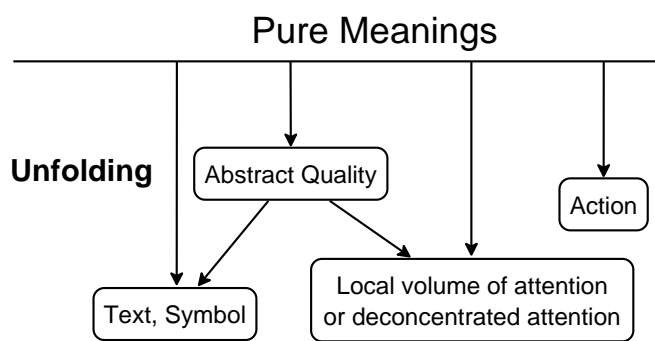 Pure Meanings
Unfolding
Abstract Quality
Action
Text, Symbol
Local volume of attention
or deconcentrated attention